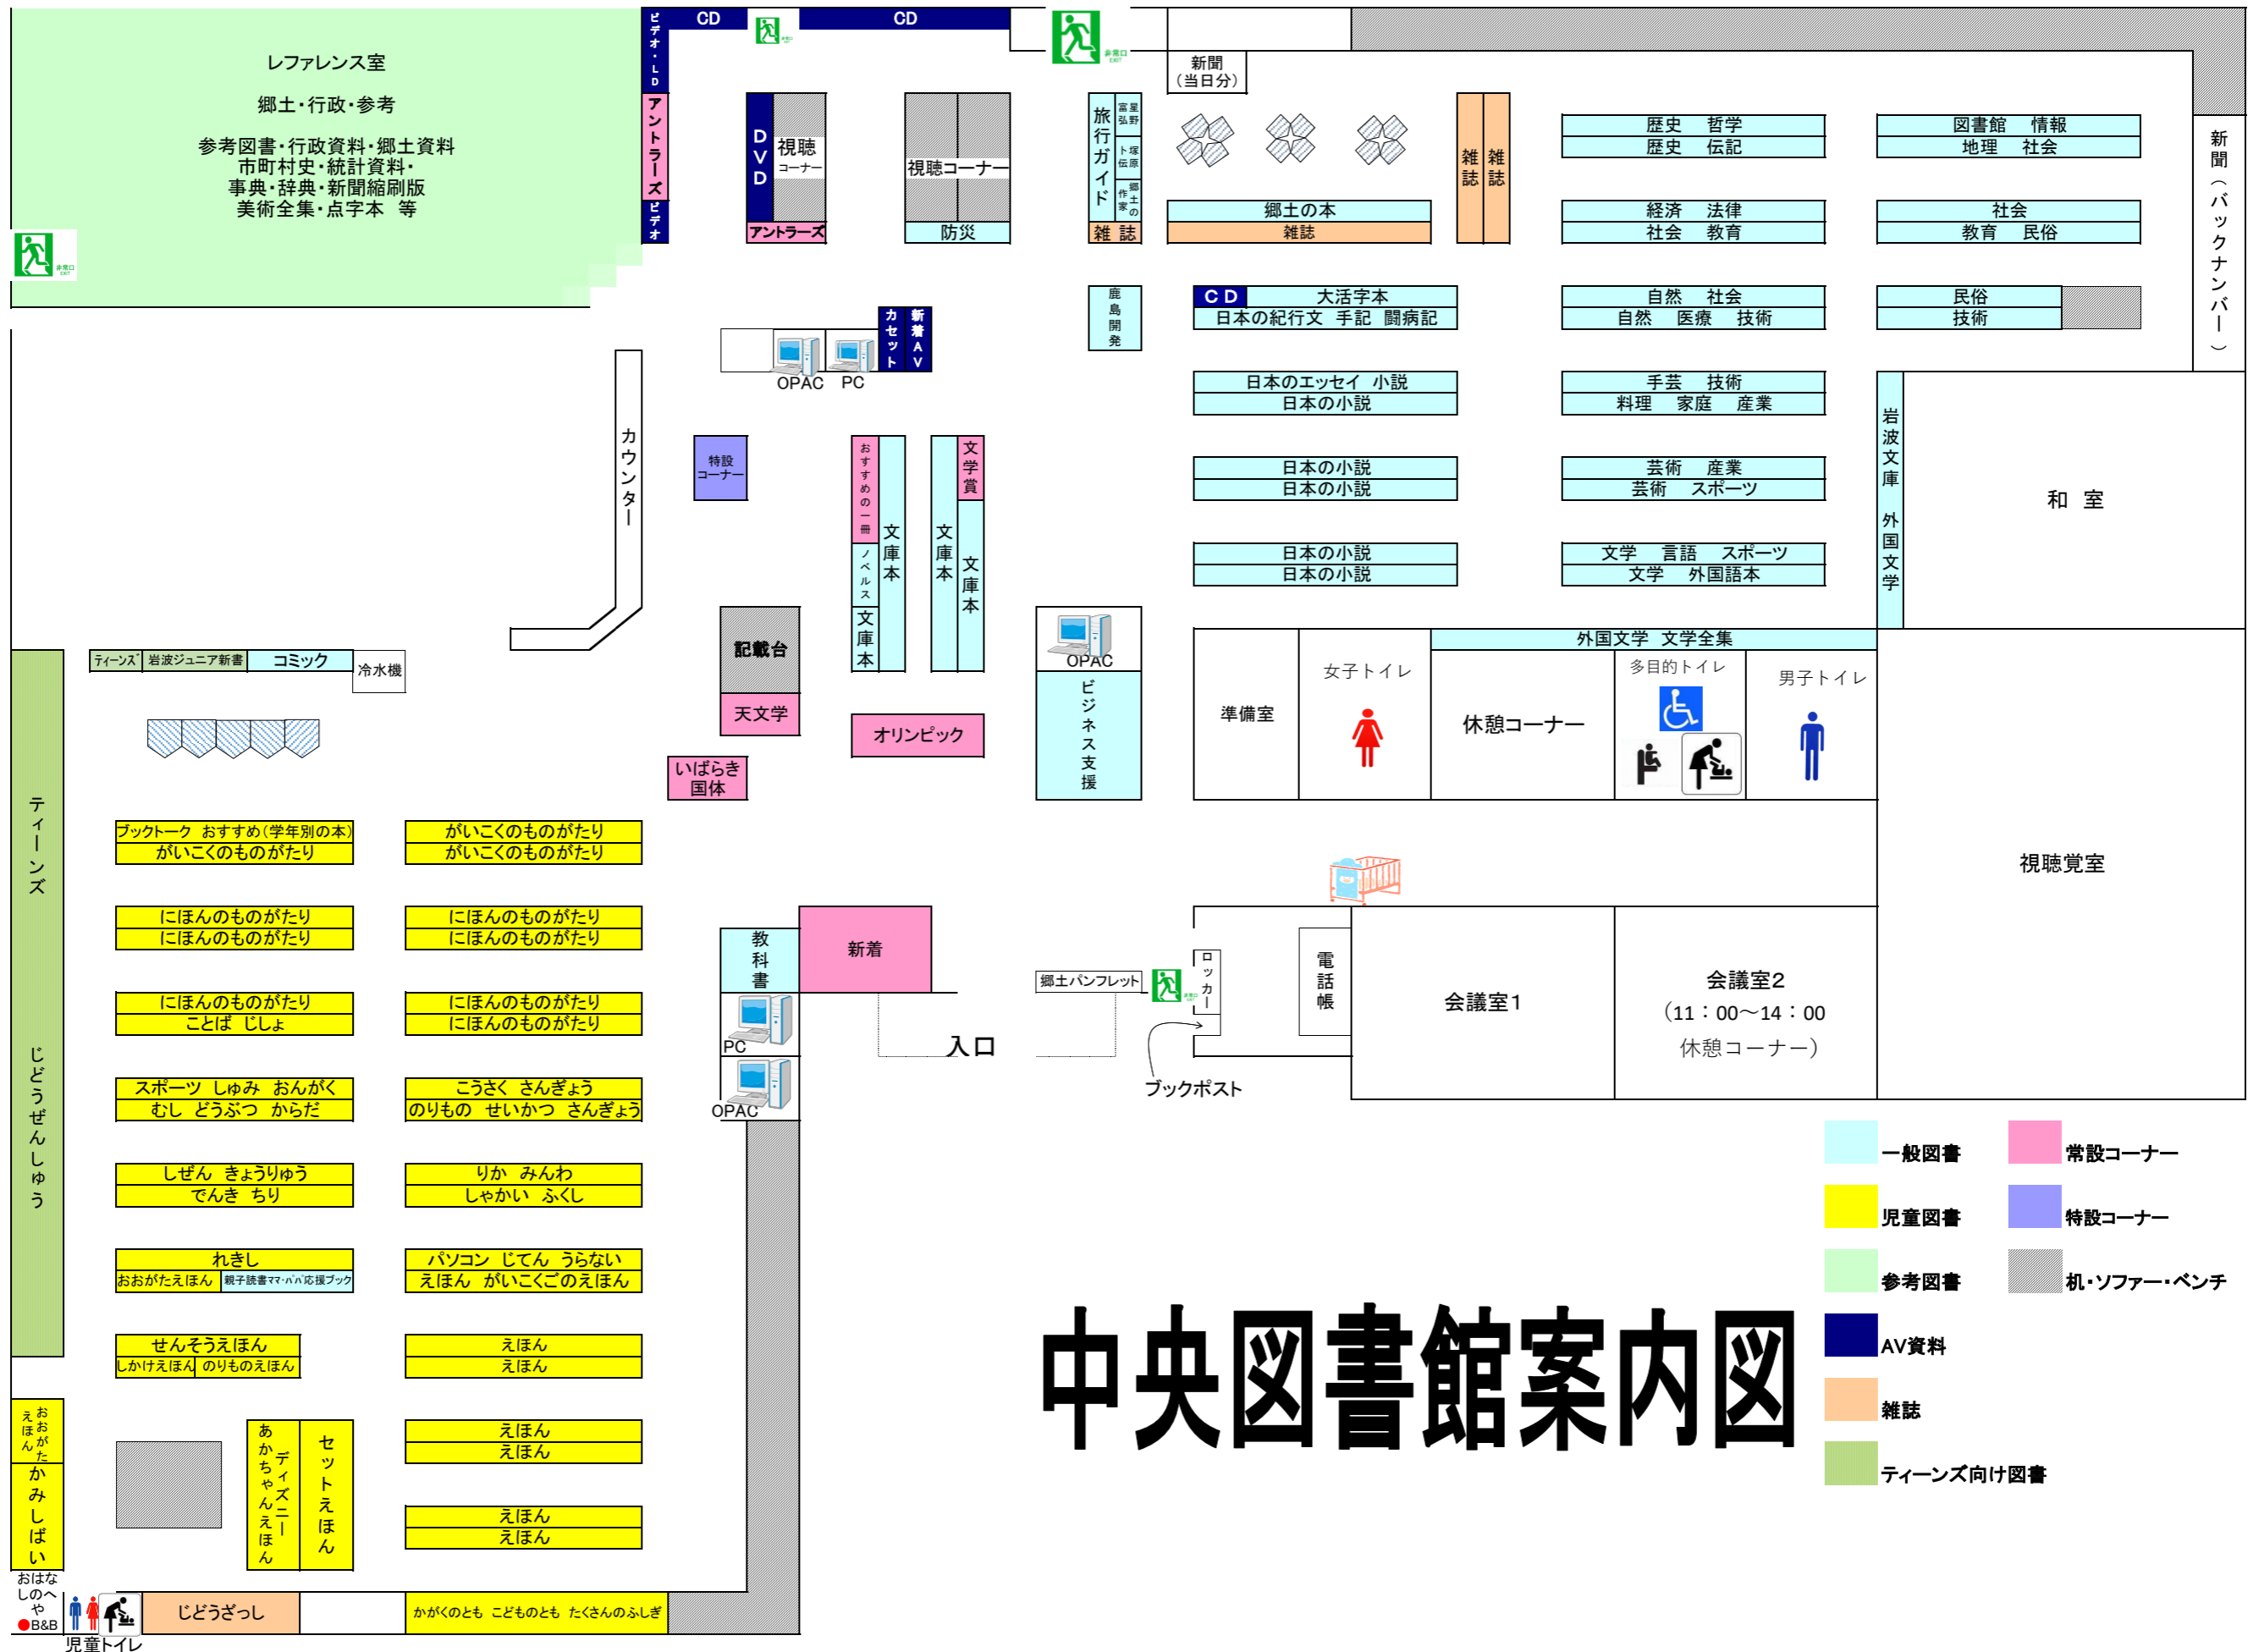 レファレンス室
郷土・行政・参考
参考図書・行政資料・郷土資料
市町村史・統計資料・
事典・辞典・新聞縮刷版
美術全集・点字本 等
非常口
EXIT
ビデオ・LD
アントラーズ
ビデオ
CD
非常口
EXIT
CD
DVD
視聴
コーナー
アントラーズ
視聴コーナー
防災
非常口
EXIT
旅行ガイド
星野
富弘
塚原
卜伝
郷土の
作家
雑 誌
新聞
(当日分)
郷土の本
雑誌
雑誌
雑誌
歴史 哲学
歴史 伝記
図書館 情報
地理 社会
経済 法律
社会 教育
社会
教育 民俗
新聞(バックナンバー)
鹿島開発
CD
大活字本
日本の紀行文 手記 闘病記
自然 社会
自然 医療 技術
民俗
技術
カセット
新着AV
OPAC
PC
日本のエッセイ 小説
日本の小説
手芸 技術
料理 家庭 産業
岩波文庫 外国文学
和 室
カウンター
特設
コーナー
おすすめの一冊
ノベルス
文庫本
文庫本
文庫本
文学賞
文庫本
日本の小説
日本の小説
芸術 産業
芸術 スポーツ
日本の小説
日本の小説
文学 言語 スポーツ
文学 外国語本
記載台
天文学
いばらき
国体
オリンピック
OPAC
ビジネス支援
外国文学 文学全集
準備室
女子トイレ
休憩コーナー
多目的トイレ
男子トイレ
視聴覚室
ティーンズ
岩波ジュニア新書
コミック
冷水機
ティーンズ
じどうぜんしゅう
ブックトーク おすすめ(学年別の本)
がいこくのものがたり
がいこくのものがたり
がいこくのものがたり
にほんのものがたり
にほんのものがたり
にほんのものがたり
にほんのものがたり
にほんのものがたり
ことば じしょ
にほんのものがたり
にほんのものがたり
スポーツ しゅみ おんがく
むし どうぶつ からだ
こうさく さんぎょう
のりもの せいかつ さんぎょう
しぜん きょうりゅう
でんき ちり
りか みんわ
しゃかい ふくし
れきし
おおがたえほん
親子読書ママ・パパ応援ブック
パソコン じてん うらない
えほん がいこくごのえほん
せんそうえほん
しかけえほん
のりものえほん
えほん
えほん
えほん
えほん
えほん
えほん
おおがた
えほん
かみしばい
ディズニー
あかちゃんえほん
セットえほん
おはな
しのへ
や
●B&B
児童トイレ
じどうざっし
かがくのとも こどものとも たくさんのふしぎ
教科書
新着
PC
OPAC
入口
郷土パンフレット
非常口
EXIT
ロッカー
ブックポスト
電話帳
会議室1
会議室2
(11:00~14:00
休憩コーナー)
中央図書館案内図
一般図書
児童図書
参考図書
AV資料
雑誌
ティーンズ向け図書
常設コーナー
特設コーナー
机・ソファー・ベンチ